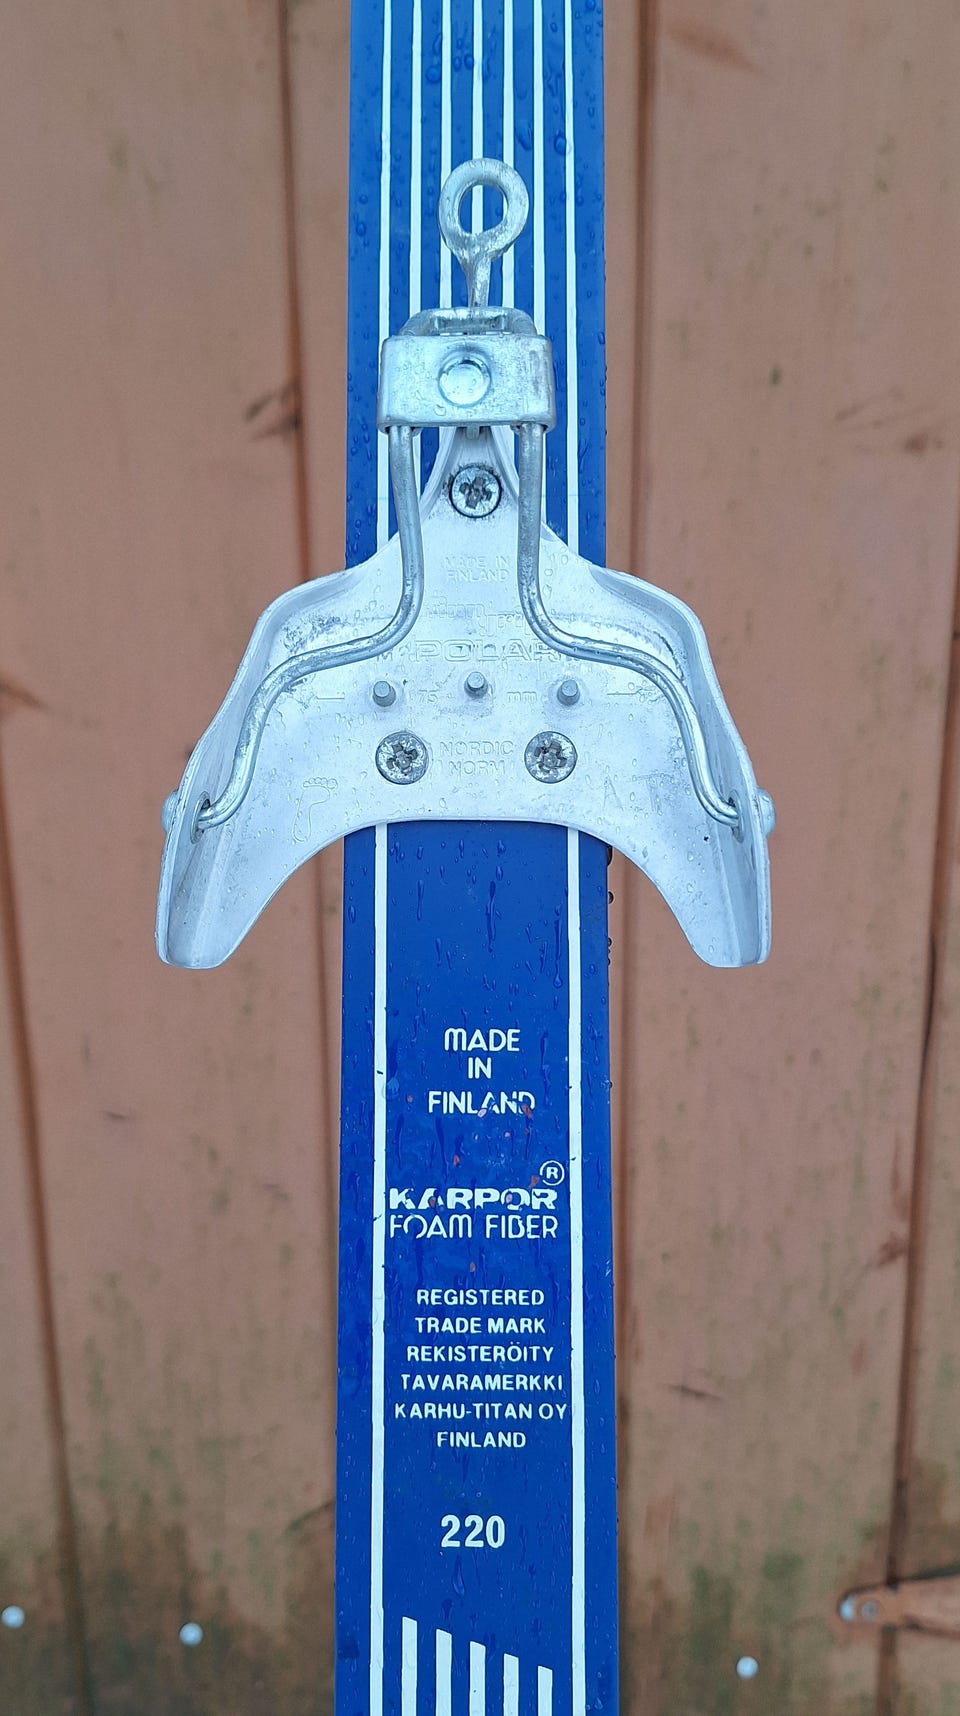 MADE IN
FINLAND
POLAR
75 mm
NORDIC
NORM
MADE
IN
FINLAND
®
KARPOR
FOAM FIBER
REGISTERED
TRADE MARK
REKISTERÖITY
TAVARAMERKKI
KARHU-TITAN OY
FINLAND
220